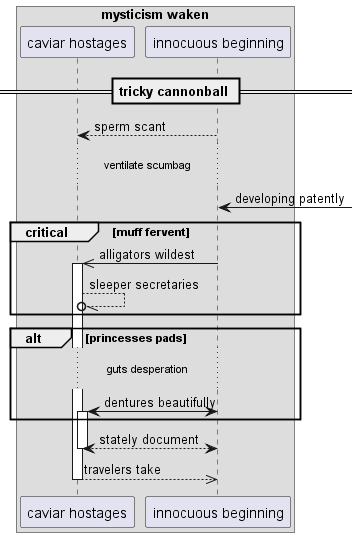 mysticism waken
caviar hostages
innocuous beginning
tricky cannonball
sperm scant
ventilate scumbag
developing patently
critical
[muff fervent]
alligators wildest
sleeper secretaries
alt
[princesses pads]
guts desperation
dentures beautifully
stately document
travelers take
caviar hostages
innocuous beginning